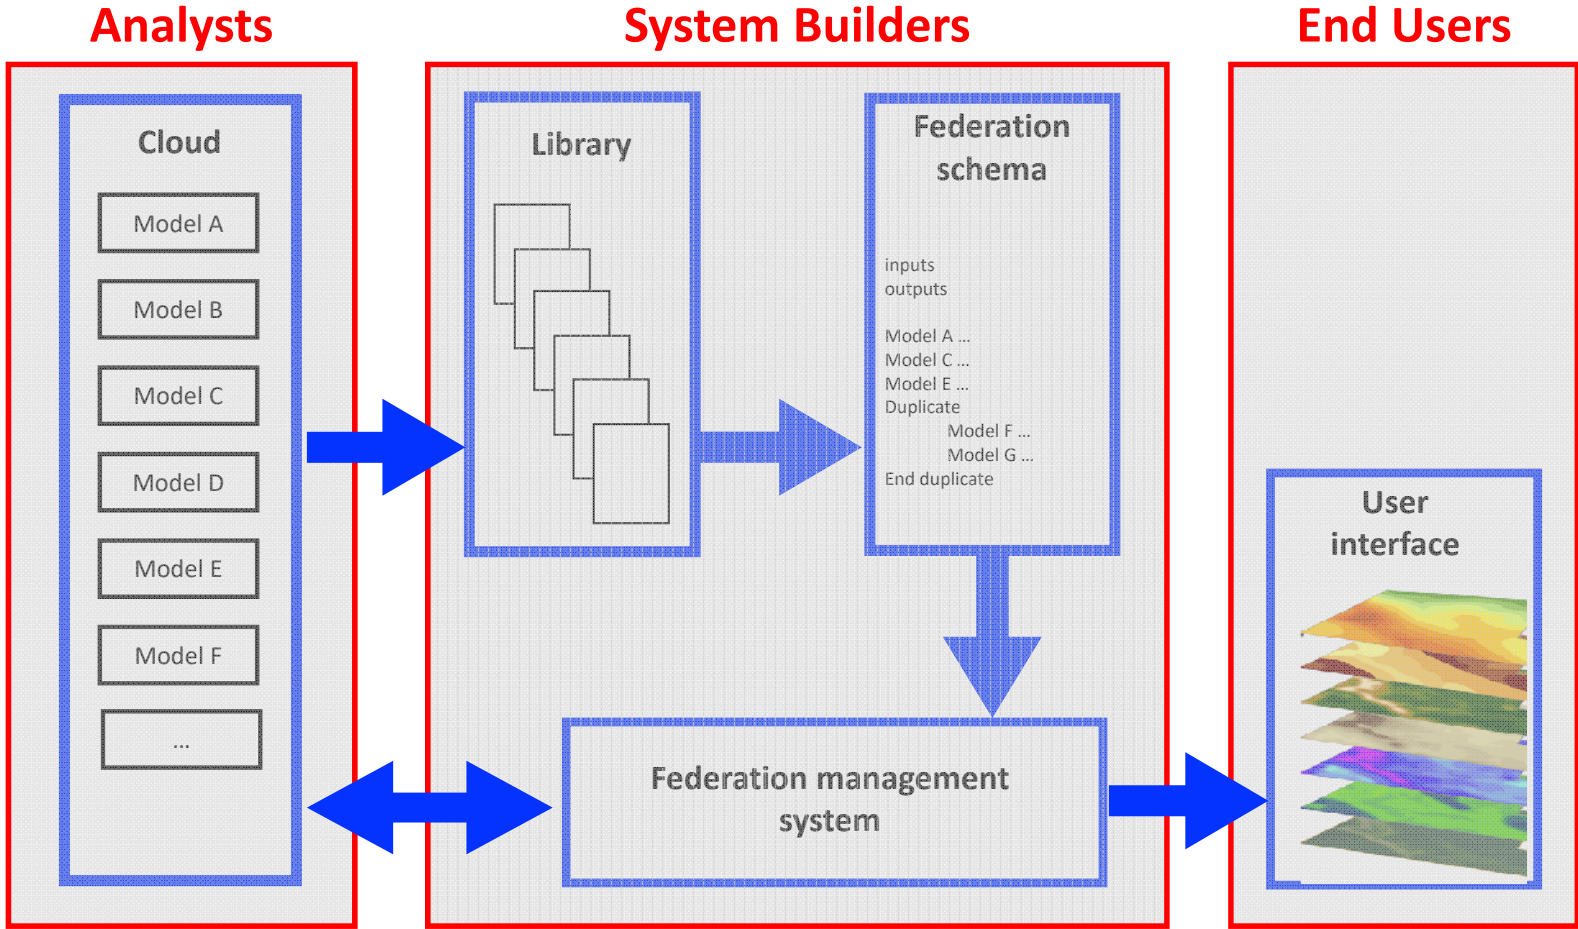 Analysts
System Builders
End Users
Cloud
Model A
Model B
Model C
Model D
Model E
Model F
...
Library
Federation
schema
inputs
outputs
Model A ...
Model C ...
Model E ...
Duplicate
Model F ...
Model G ...
End duplicate
Federation management
system
User
interface